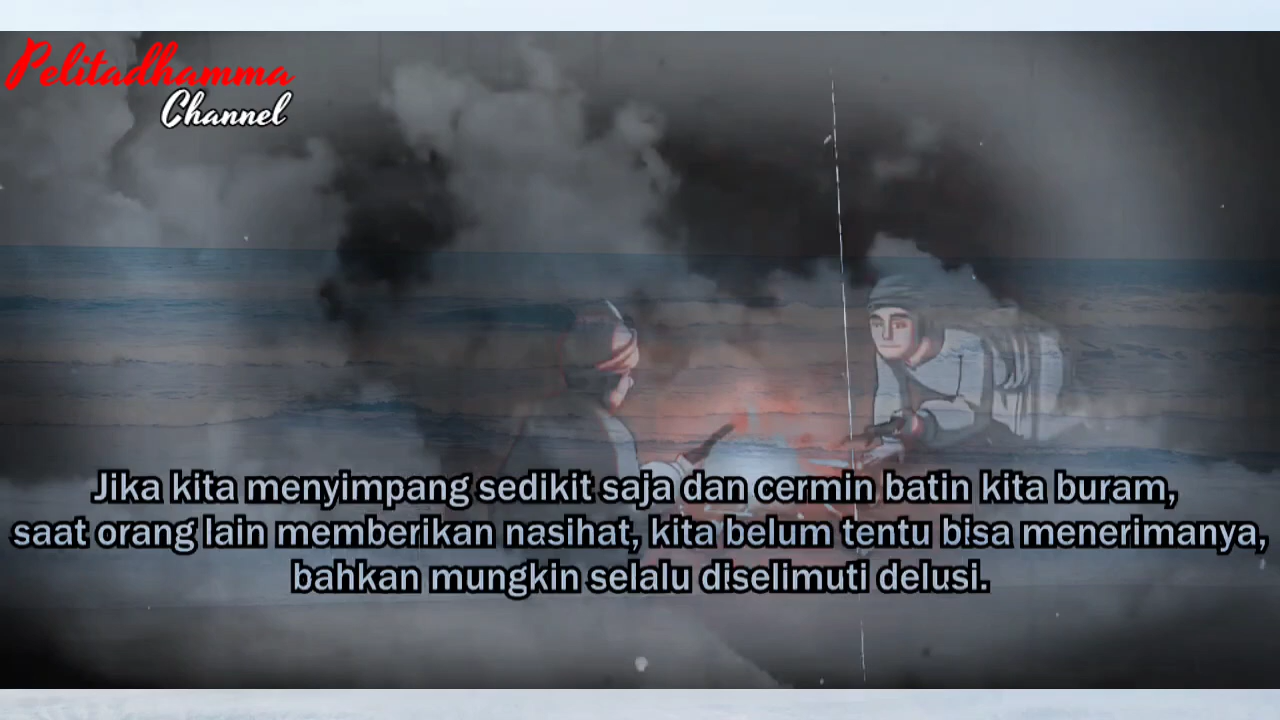 Pelitadhamma
Channel
Jika kita menyimpang sedikit saja dan cermin batin kita buram,
saat orang lain memberikan nasihat, kita belum tentu bisa menerimanya,
bahkan mungkin selalu diselimuti delusi.